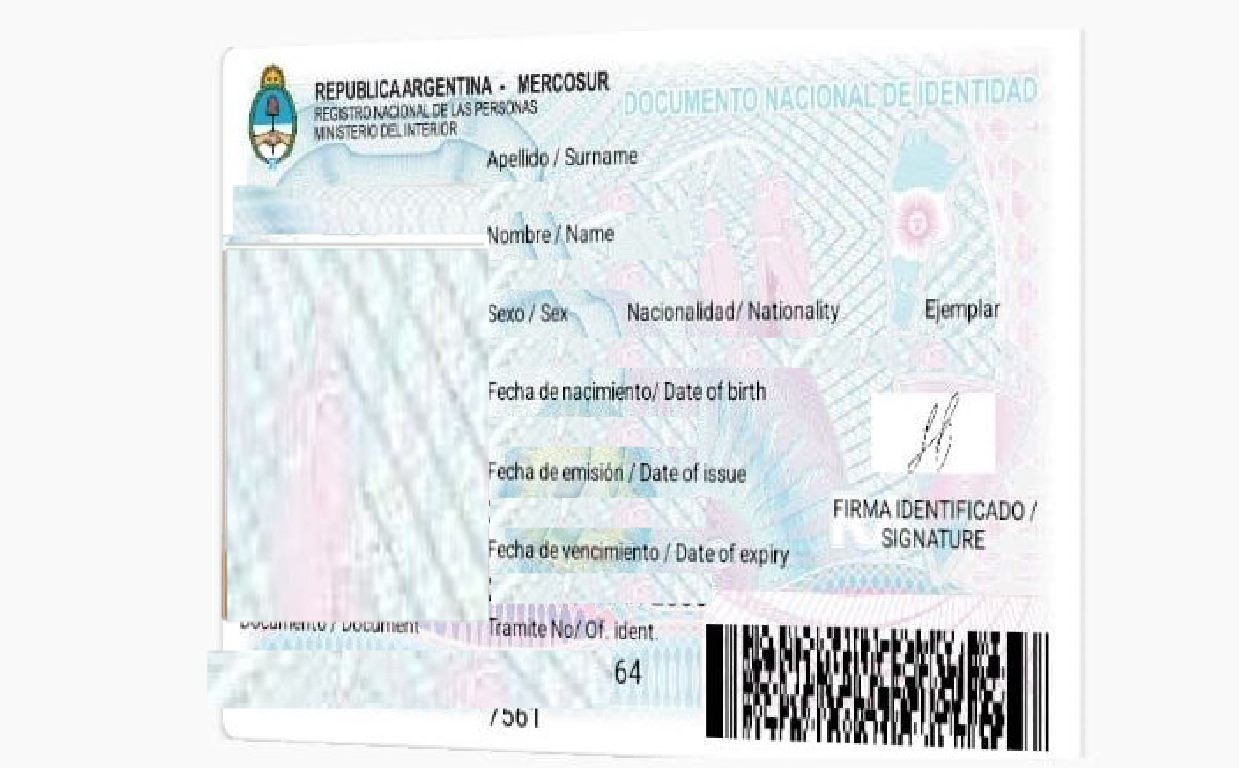 REPUBLICA ARGENTINA - MERCOSUR
REGISTRO NACIONAL DE LAS PERSONAS
MINISTERIO DEL INTERIOR
DOCUMENTO NACIONAL DE IDENTIDAD
Apellido / Surname
Nombre / Name
Sexo / Sex
Nacionalidad/ Nationality
Ejemplar
Fecha de nacimiento/ Date of birth
Fecha de emisión / Date of issue
FIRMA IDENTIFICADO /
SIGNATURE
Fecha de vencimiento / Date of expiry
Documento / Document
Tramite No/ Of. ident.
64
7561